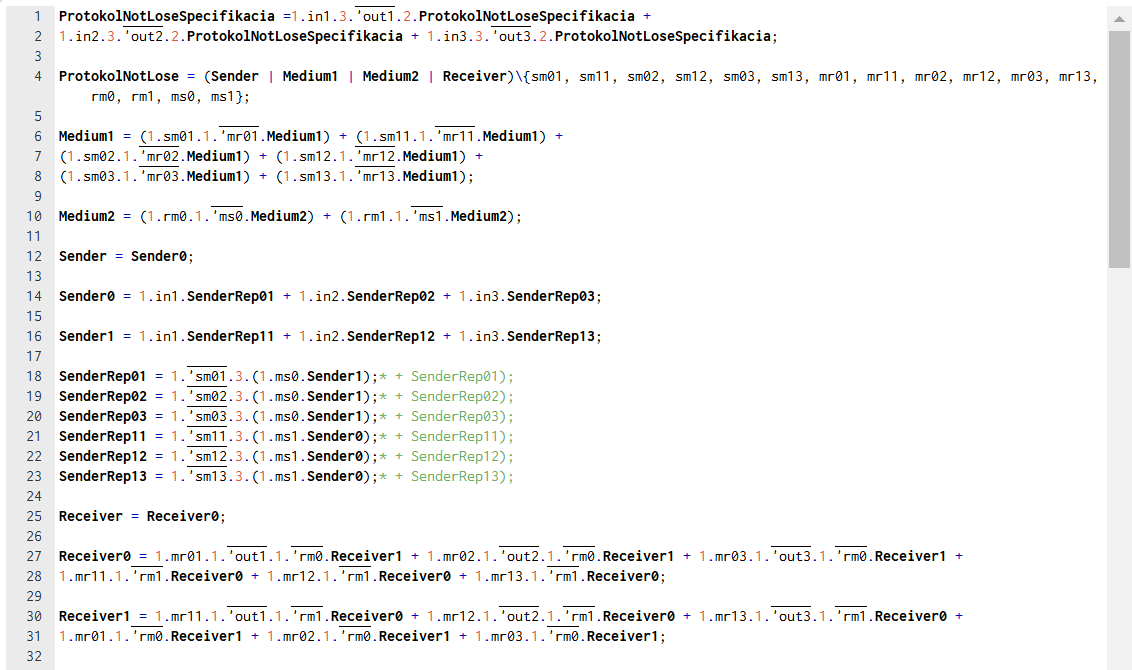 1 ProtokolNotLoseSpecifikacia =1.in1.3.'out1.2.ProtokolNotLoseSpecifikacia +
2 1.in2.3.'out2.2.ProtokolNotLoseSpecifikacia + 1.in3.3.'out3.2.ProtokolNotLoseSpecifikacia;
3
4 ProtokolNotLose = (Sender | Medium1 | Medium2 | Receiver)\{sm01, sm11, sm02, sm12, sm03, sm13, mr01, mr11, mr02, mr12, mr03, mr13,
rm0, rm1, ms0, ms1};
5
6 Medium1 = (1.sm01.1.'mr01.Medium1) + (1.sm11.1.'mr11.Medium1) +
7 (1.sm02.1.'mr02.Medium1) + (1.sm12.1.'mr12.Medium1) +
8 (1.sm03.1.'mr03.Medium1) + (1.sm13.1.'mr13.Medium1);
9
10 Medium2 = (1.rm0.1.'ms0.Medium2) + (1.rm1.1.'ms1.Medium2);
11
12 Sender = Sender0;
13
14 Sender0 = 1.in1.SenderRep01 + 1.in2.SenderRep02 + 1.in3.SenderRep03;
15
16 Sender1 = 1.in1.SenderRep11 + 1.in2.SenderRep12 + 1.in3.SenderRep13;
17
18 SenderRep01 = 1.'sm01.3.(1.ms0.Sender1);* + SenderRep01);
19 SenderRep02 = 1.'sm02.3.(1.ms0.Sender1);* + SenderRep02);
20 SenderRep03 = 1.'sm03.3.(1.ms0.Sender1);* + SenderRep03);
21 SenderRep11 = 1.'sm11.3.(1.ms1.Sender0);* + SenderRep11);
22 SenderRep12 = 1.'sm12.3.(1.ms1.Sender0);* + SenderRep12);
23 SenderRep13 = 1.'sm13.3.(1.ms1.Sender0);* + SenderRep13);
24
25 Receiver = Receiver0;
26
27 Receiver0 = 1.mr01.1.'out1.1.'rm0.Receiver1 + 1.mr02.1.'out2.1.'rm0.Receiver1 + 1.mr03.1.'out3.1.'rm0.Receiver1 +
28 1.mr11.1.'rm1.Receiver0 + 1.mr12.1.'rm1.Receiver0 + 1.mr13.1.'rm1.Receiver0;
29
30 Receiver1 = 1.mr11.1.'out1.1.'rm1.Receiver0 + 1.mr12.1.'out2.1.'rm1.Receiver0 + 1.mr13.1.'out3.1.'rm1.Receiver0 +
31 1.mr01.1.'rm0.Receiver1 + 1.mr02.1.'rm0.Receiver1 + 1.mr03.1.'rm0.Receiver1;
32